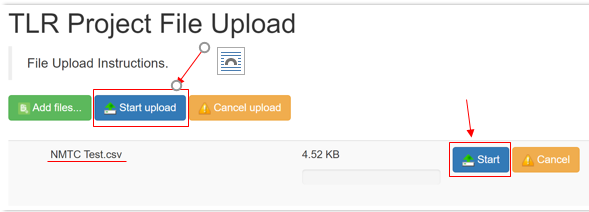 TLR Project File Upload
File Upload Instructions.
Add files... Start upload Cancel upload
NMTC Test.csv 4.52 KB Start Cancel